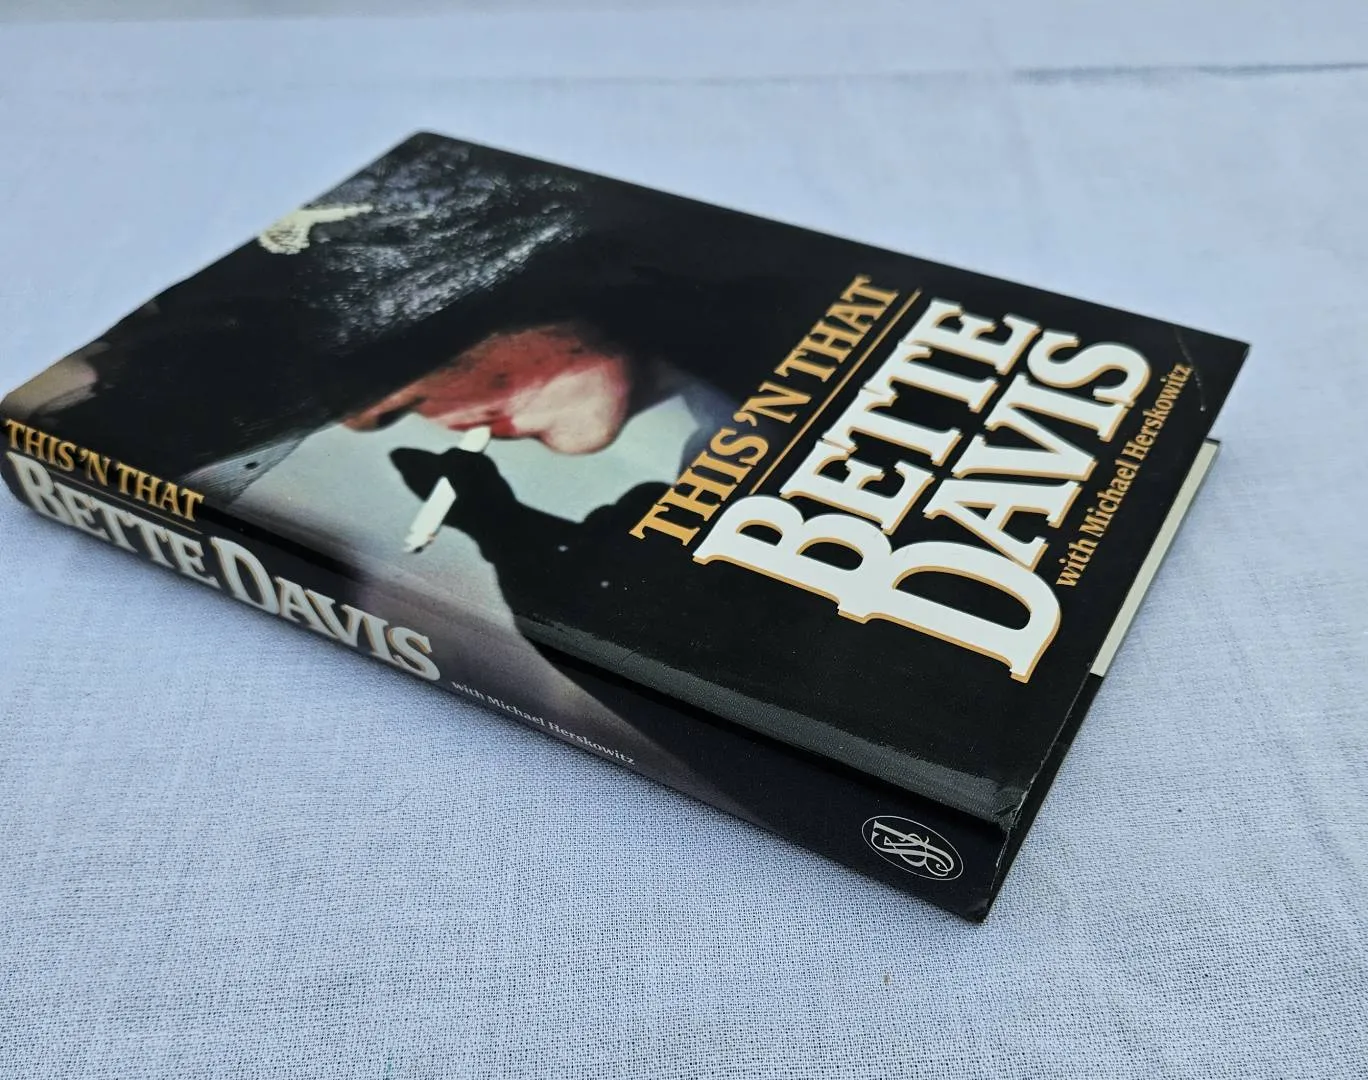 THIS 'N THAT
BETTE
DAVIS
with Michael Herskowitz
THIS 'N THAT
BETTE DAVIS
with Michael Herskowitz
S&J